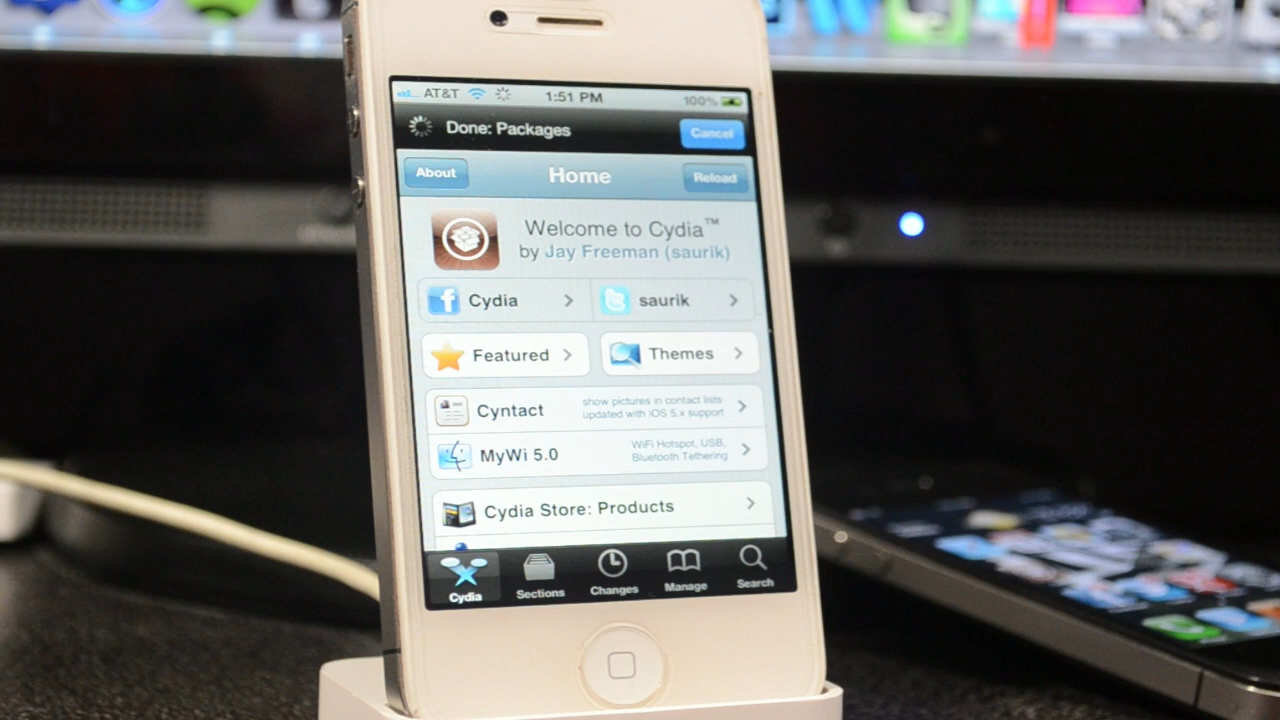 AT&T 1:51 PM 100%
Done: Packages Cancel
About Home Reload
Welcome to Cydia™
by Jay Freeman (saurik)
Cydia saurik
Featured Themes
Cyntact show pictures in contact lists
updated with iOS 5.x support
MyWi 5.0 WiFi Hotspot, USB,
Bluetooth Tethering
Cydia Store: Products
Cydia Sections Changes Manage Search